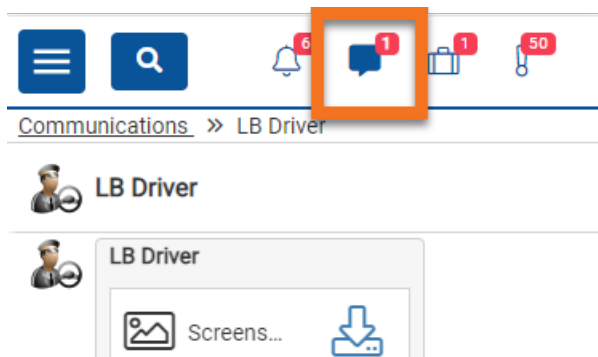 6 1 1 50
Communications » LB Driver
LB Driver
LB Driver
Screens...